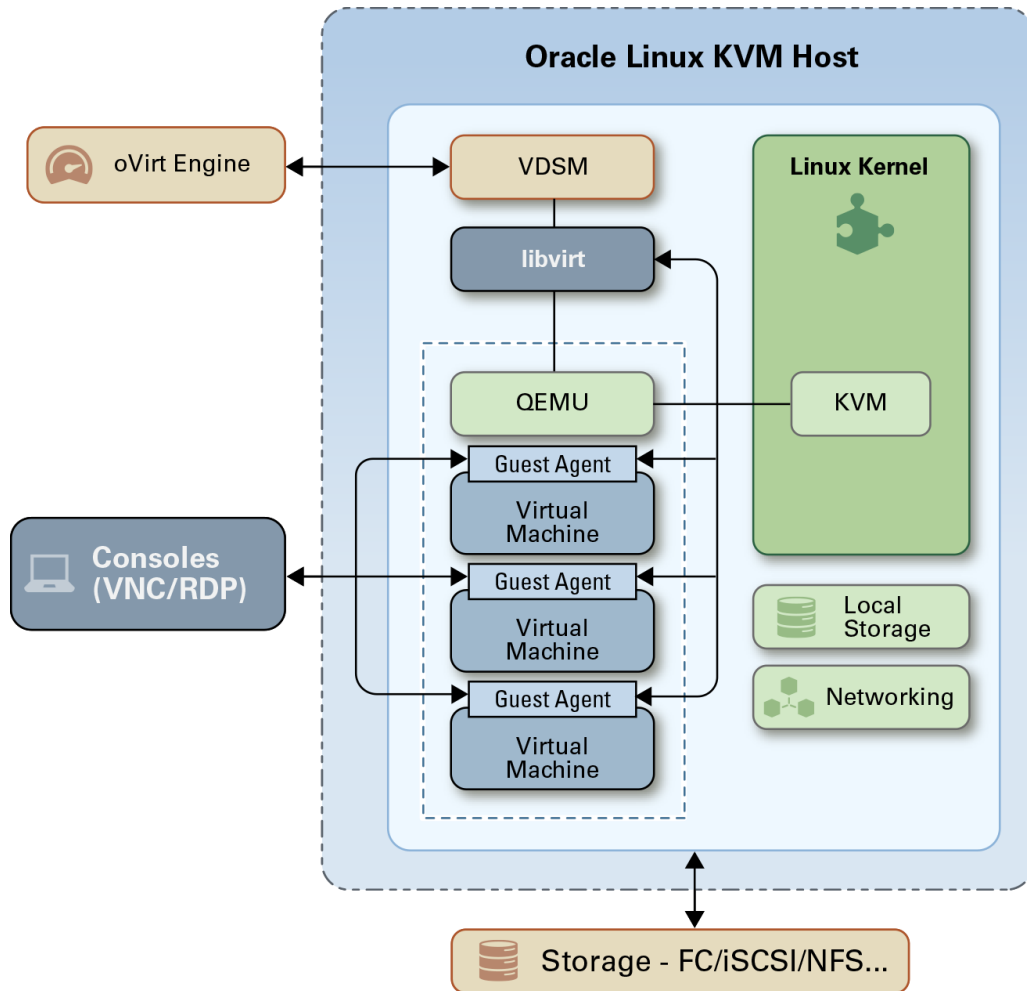 Oracle Linux KVM Host
oVirt Engine
VDSM
Linux Kernel
libvirt
QEMU
KVM
Guest Agent
Virtual
Machine
Consoles
(VNC/RDP)
Guest Agent
Virtual
Machine
Local
Storage
Guest Agent
Networking
Virtual
Machine
Storage - FC/iSCSI/NFS...